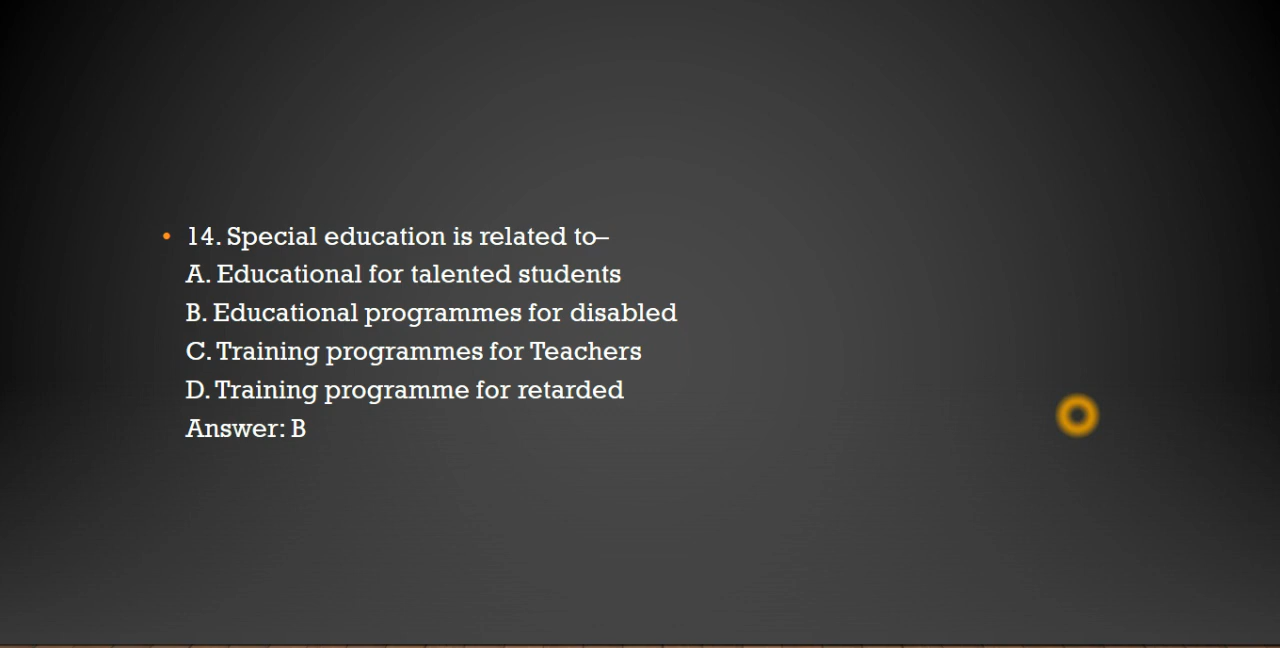 • 14. Special education is related to–
A. Educational for talented students
B. Educational programmes for disabled
C. Training programmes for Teachers
D. Training programme for retarded
Answer: B